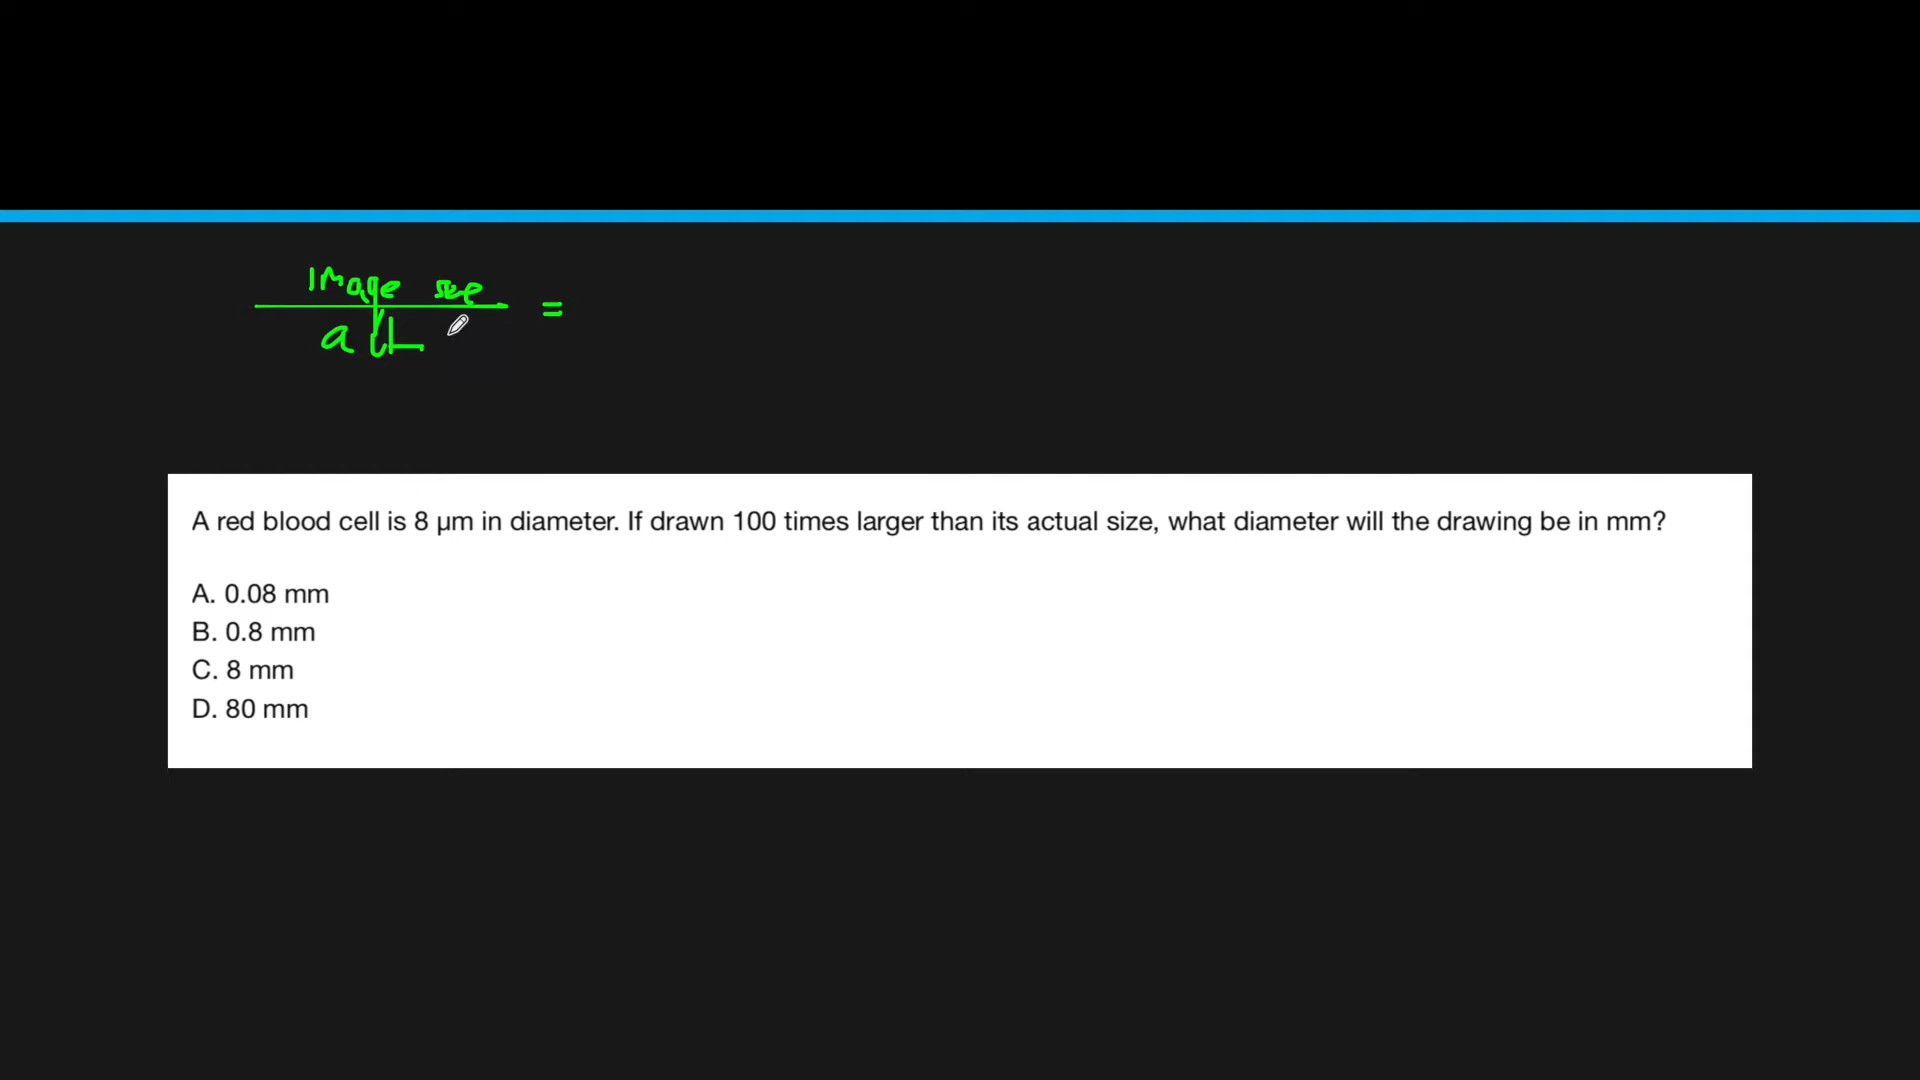 image size
=
A red blood cell is 8 μm in diameter. If drawn 100 times larger than its actual size, what diameter will the drawing be in mm?
A. 0.08 mm
B. 0.8 mm
C. 8 mm
D. 80 mm